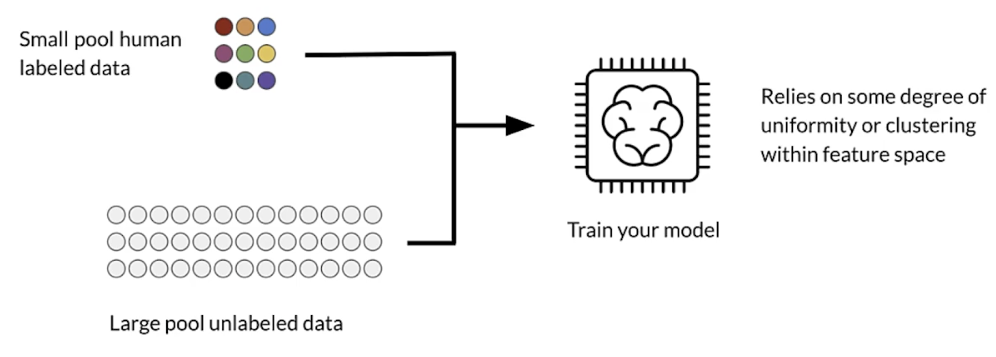 Small pool human
labeled data
Relies on some degree of
uniformity or clustering
within feature space
Train your model
Large pool unlabeled data